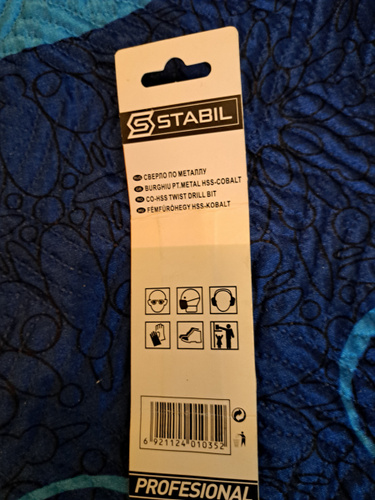 STABIL
СВЕРЛО ПО МЕТАЛЛУ
BURGHIU PT.METAL HSS-COBALT
CO-HSS TWIST DRILL BIT
FÉMFÚRÓHEGY HSS-KOBALT
6 921124 010352
PROFESIONAL